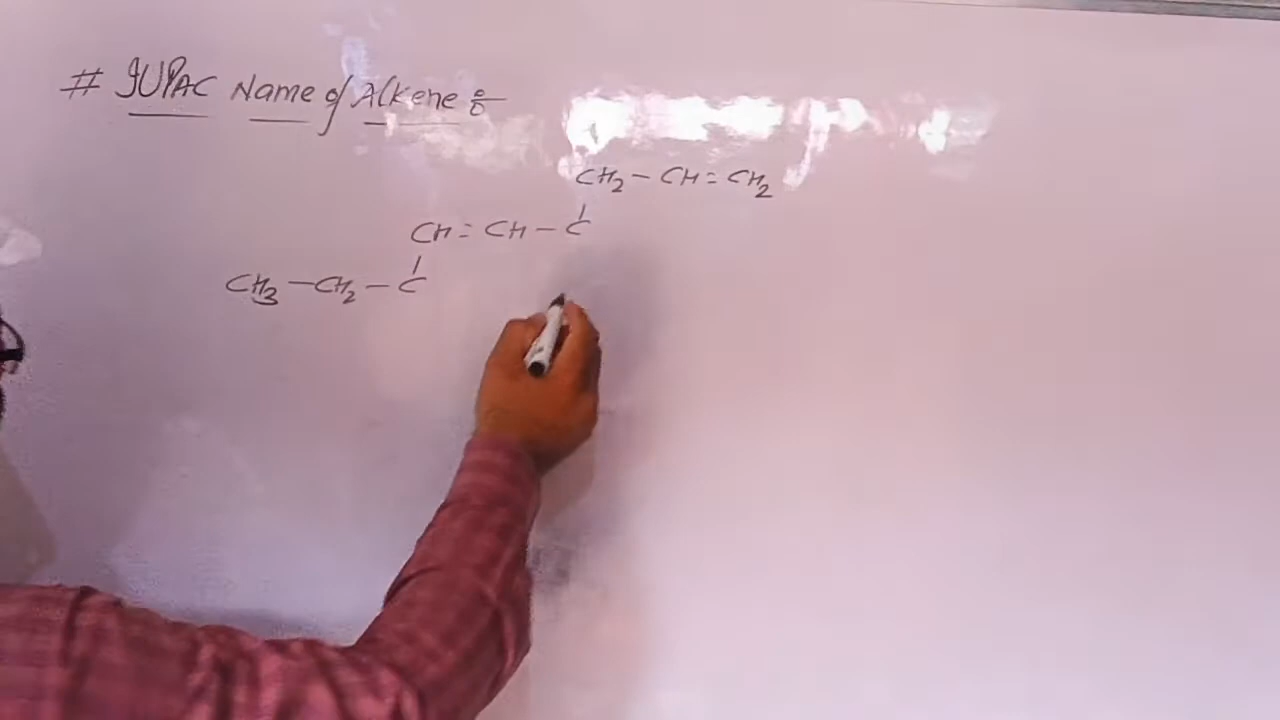 # IUPAC Name of Alkene :-
CH₂ - CH = CH₂
CH = CH - C
CH₃ - CH₂ - C